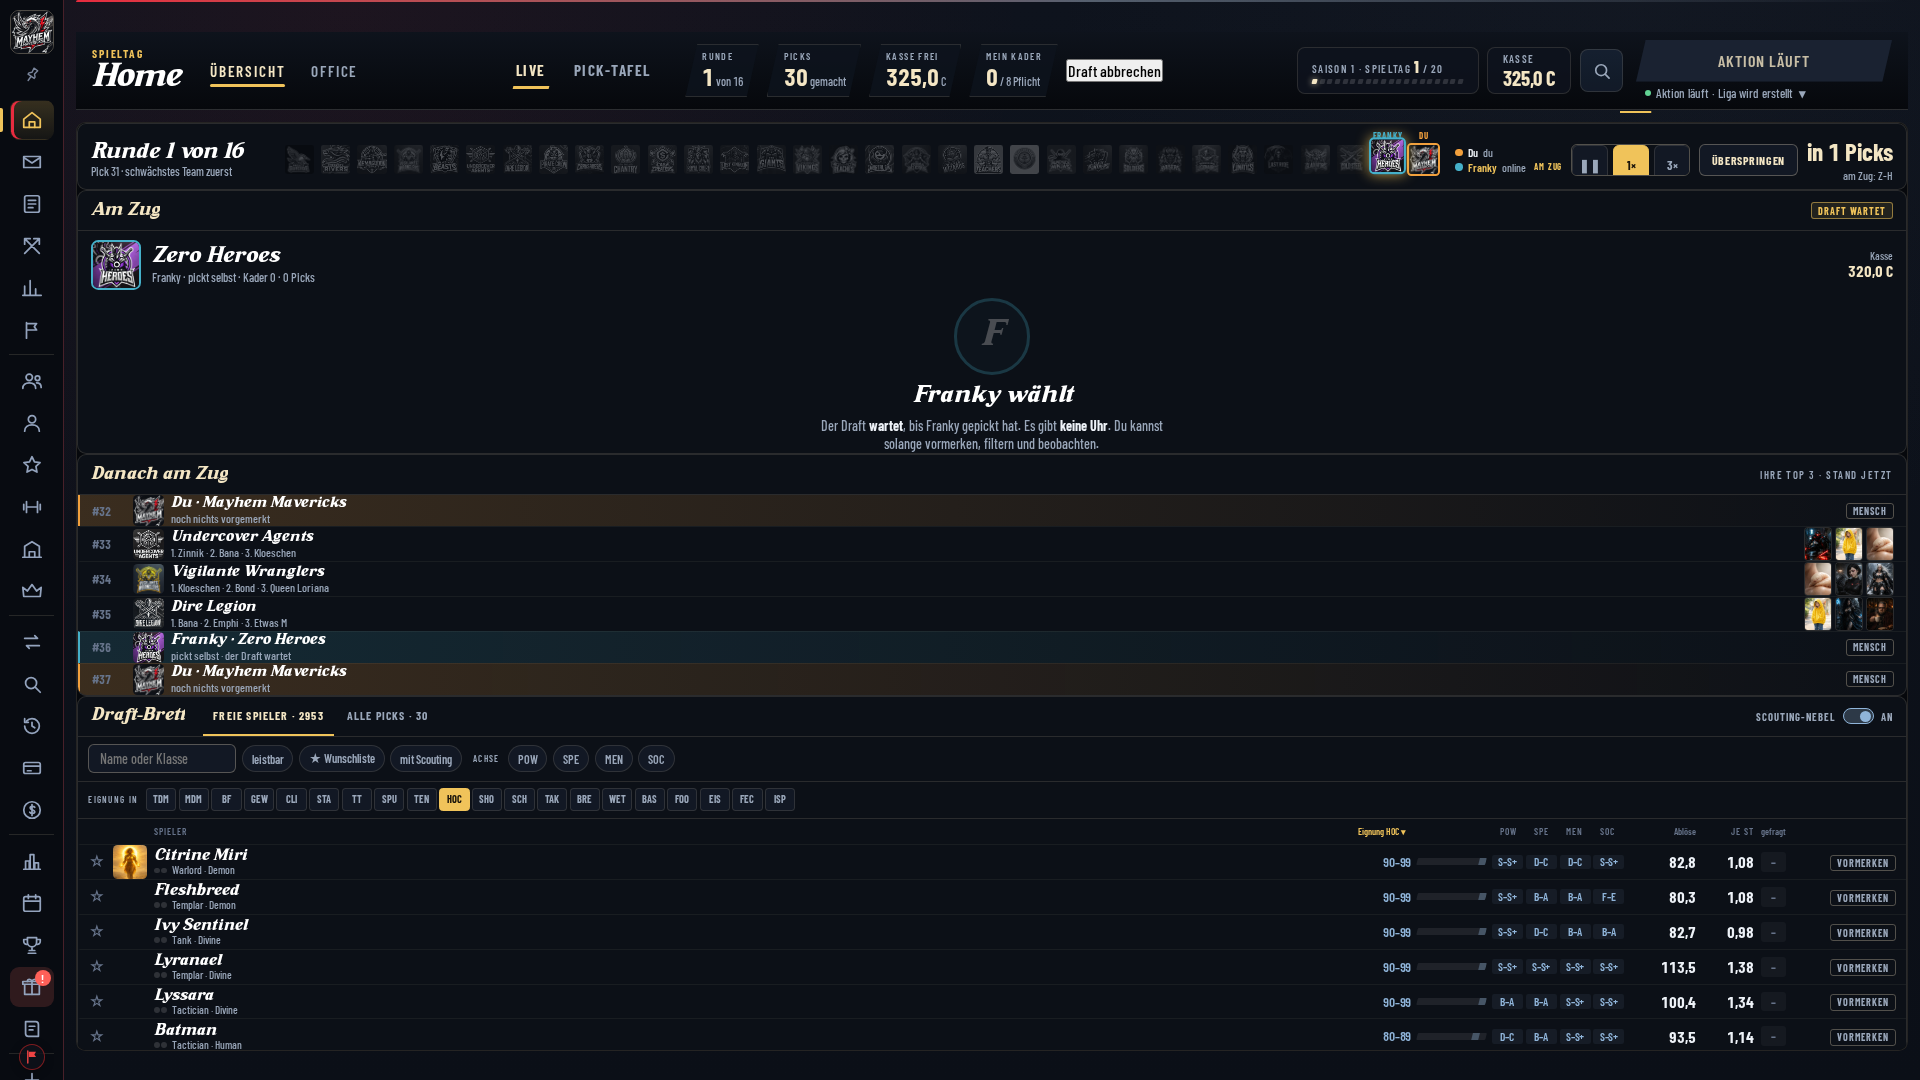 SPIELTAG
Home
ÜBERSICHT
OFFICE
LIVE
PICK-TAFEL
RUNDE
1 von 16
PICKS
30 gemacht
KASSE FREI
325,0 C
MEIN KADER
0 / 8 Pflicht
Draft abbrechen
SAISON 1 · SPIELTAG 1 / 20
KASSE
325,0 C
AKTION LÄUFT
Aktion läuft · Liga wird erstellt ▼
Runde 1 von 16
Pick 31 · schwächstes Team zuerst
FRANKY
DU
Du du
Franky online AM ZUG
1×
3×
ÜBERSPRINGEN
in 1 Picks
am Zug: Z-H
Am Zug
DRAFT WARTET
Zero Heroes
Franky · pickt selbst · Kader 0 · 0 Picks
Kasse
320,0 C
F
Franky wählt
Der Draft wartet, bis Franky gepickt hat. Es gibt keine Uhr. Du kannst
solange vormerken, filtern und beobachten.
Danach am Zug
IHRE TOP 3 · STAND JETZT
#32
Du · Mayhem Mavericks
noch nichts vorgemerkt
MENSCH
#33
Undercover Agents
1. Zinnik · 2. Bana · 3. Kloeschen
#34
Vigilante Wranglers
1. Kloeschen · 2. Bond · 3. Queen Loriana
#35
Dire Legion
1. Bana · 2. Emphi · 3. Etwas M
#36
Franky · Zero Heroes
pickt selbst · der Draft wartet
MENSCH
#37
Du · Mayhem Mavericks
noch nichts vorgemerkt
MENSCH
Draft-Brett
FREIE SPIELER · 2953
ALLE PICKS · 30
SCOUTING-NEBEL
AN
Name oder Klasse
leistbar
★ Wunschliste
mit Scouting
ACHSE
POW
SPE
MEN
SOC
EIGNUNG IN
TDM
MDM
BF
GEW
CLI
STA
TT
SPU
TEN
HOC
SHO
SCH
TAK
BRE
WET
BAS
FOO
EIS
FEC
ISP
SPIELER
Eignung HOC ▾
POW
SPE
MEN
SOC
Ablöse
JE ST
gefragt
Citrine Miri
Warlord · Demon
90–99
S–S+
D–C
D–C
S–S+
82,8
1,08
–
VORMERKEN
Fleshbreed
Templar · Demon
90–99
S–S+
B–A
B–A
F–E
80,3
1,08
–
VORMERKEN
Ivy Sentinel
Tank · Divine
90–99
S–S+
D–C
B–A
B–A
82,7
0,98
–
VORMERKEN
Lyranael
Templar · Divine
90–99
S–S+
S–S+
S–S+
S–S+
113,5
1,38
–
VORMERKEN
Lyssara
Tactician · Divine
90–99
B–A
B–A
S–S+
S–S+
100,4
1,34
–
VORMERKEN
Batman
Tactician · Human
80–89
D–C
B–A
S–S+
S–S+
93,5
1,14
–
VORMERKEN